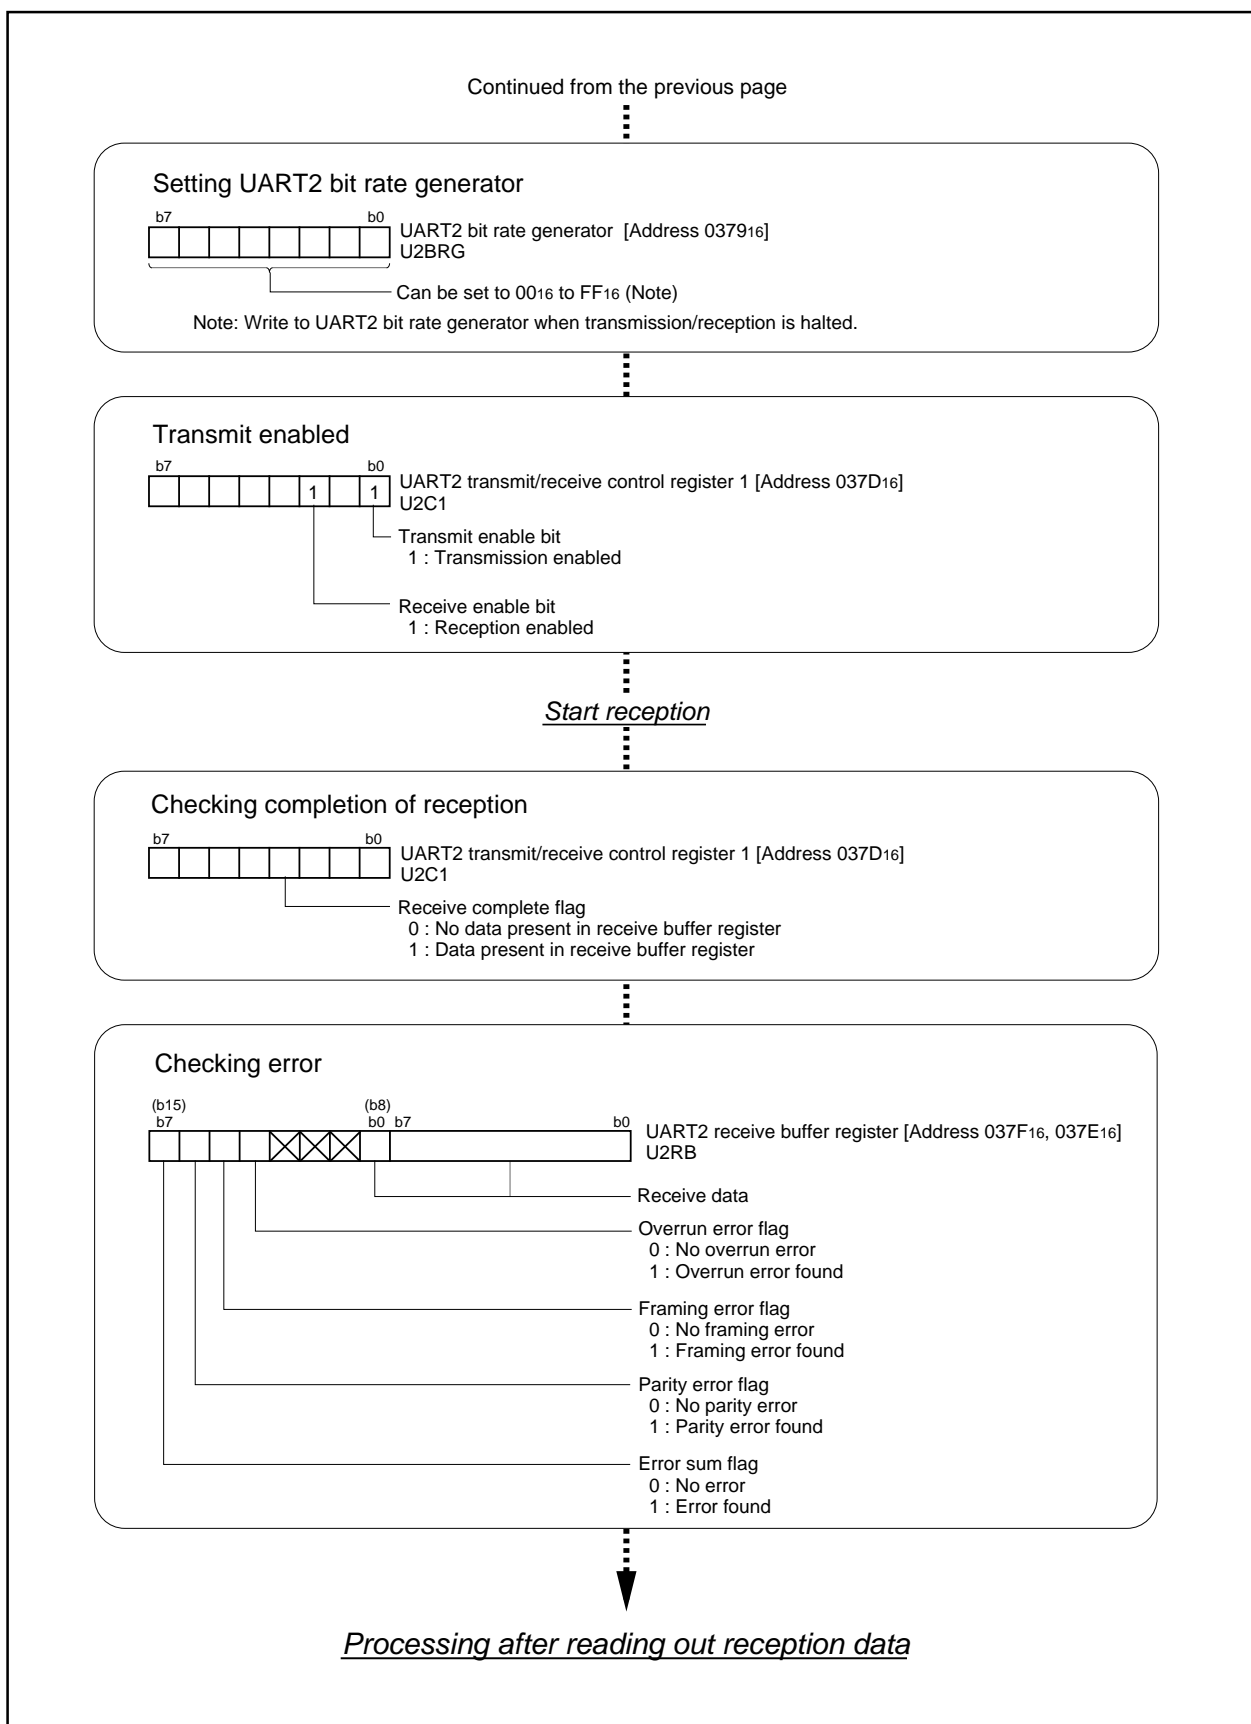 Continued from the previous page
Setting UART2 bit rate generator
b7 b0
UART2 bit rate generator [Address 037916]
U2BRG
Can be set to 0016 to FF16 (Note)
Note: Write to UART2 bit rate generator when transmission/reception is halted.
Transmit enabled
b7 b0
1 1
UART2 transmit/receive control register 1 [Address 037D16]
U2C1
Transmit enable bit
1 : Transmission enabled
Receive enable bit
1 : Reception enabled
Start reception
Checking completion of reception
b7 b0
UART2 transmit/receive control register 1 [Address 037D16]
U2C1
Receive complete flag
0 : No data present in receive buffer register
1 : Data present in receive buffer register
Checking error
(b15) (b8)
b7 b0 b7 b0
UART2 receive buffer register [Address 037F16, 037E16]
U2RB
Receive data
Overrun error flag
0 : No overrun error
1 : Overrun error found
Framing error flag
0 : No framing error
1 : Framing error found
Parity error flag
0 : No parity error
1 : Parity error found
Error sum flag
0 : No error
1 : Error found
Processing after reading out reception data